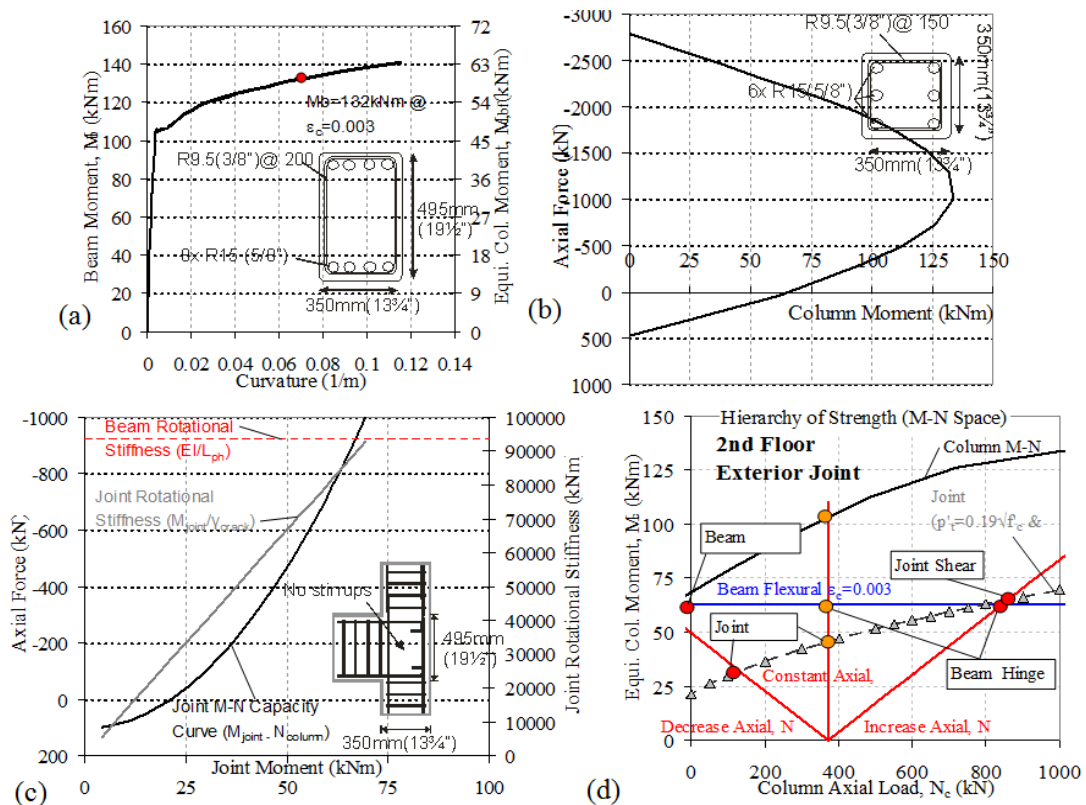 (a)
Beam Moment, Mb (kNm)
160
140
120
100
80
60
40
20
0
Mb=132kNm @
εc=0.003
R9.5(3/8")@ 200
8x R15 (5/8")
495mm
(19½")
350mm(13¾")
72
63
54
45
36
27
18
9
0
0 0.02 0.04 0.06 0.08 0.1 0.12 0.14
Curvature (1/m)
(b)
Axial Force (kN)
-3000
-2500
-2000
-1500
-1000
-500
0
500
1000
R9.5(3/8")@ 150
6x R15(5/8")
350mm(13¾")
350mm(13¾")
0 25 50 75 100 125 150
Column Moment (kNm)
(c)
Axial Force (kN)
-1000
-800
-600
-400
-200
0
200
Beam Rotational
Stiffness (EI/Lph)
Joint Rotational
Stiffness (Mjoint/γcrack)
No stirrups
495mm
(19½")
350mm(13¾")
Joint M-N Capacity
Curve (Mjoint - Ncolumn)
100000
90000
80000
70000
60000
50000
40000
30000
20000
10000
0
Joint Rotational Stiffness (kNm)
0 25 50 75 100
Joint Moment (kNm)
(d)
Equi. Col. Moment, Mc (kNm)
150
125
100
75
50
25
0
Hierarchy of Strength (M-N Space)
2nd Floor
Exterior Joint
Column M-N
Joint
(p't=0.19√f'c &
Beam
Joint Shear
Beam Flexural εc=0.003
Joint
Beam Hinge
Constant Axial,
Decrease Axial, N
Increase Axial, N
0 200 400 600 800 1000
Column Axial Load, Nc (kN)